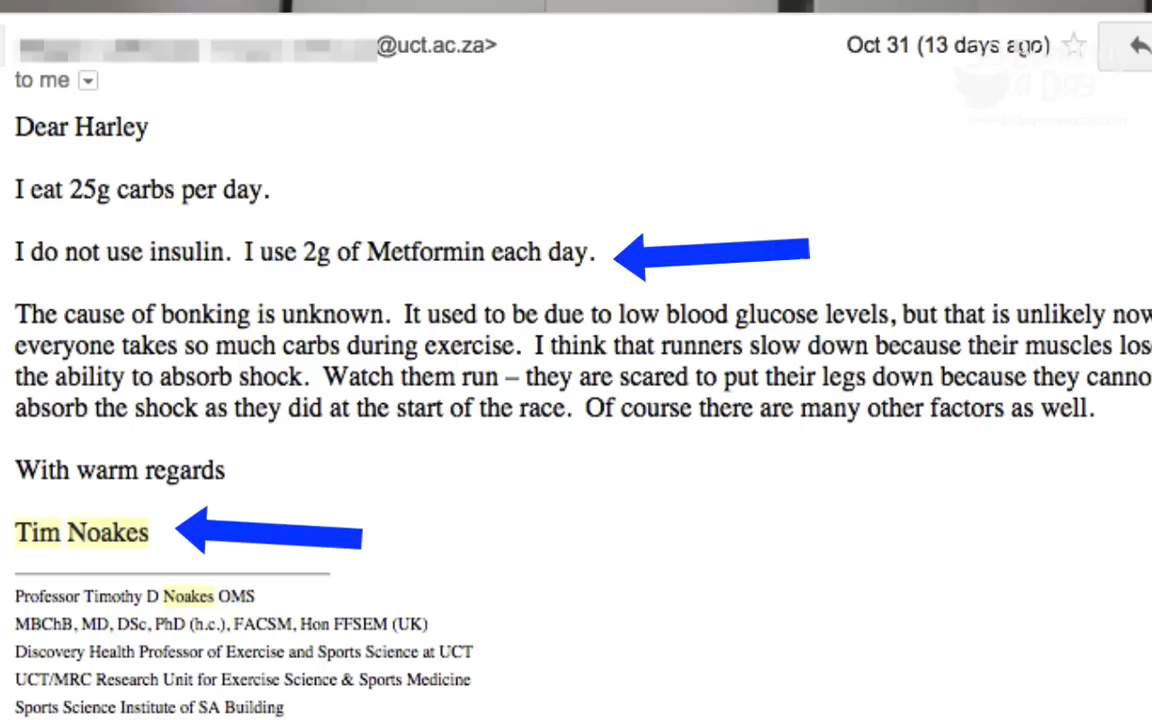 @uct.ac.za>
Oct 31 (13 days ago)
to me
Dear Harley
I eat 25g carbs per day.
I do not use insulin. I use 2g of Metformin each day.
The cause of bonking is unknown. It used to be due to low blood glucose levels, but that is unlikely now
everyone takes so much carbs during exercise. I think that runners slow down because their muscles los
the ability to absorb shock. Watch them run – they are scared to put their legs down because they canno
absorb the shock as they did at the start of the race. Of course there are many other factors as well.
With warm regards
Tim Noakes
Professor Timothy D Noakes OMS
MBChB, MD, DSc, PhD (h.c.), FACSM, Hon FFSEM (UK)
Discovery Health Professor of Exercise and Sports Science at UCT
UCT/MRC Research Unit for Exercise Science & Sports Medicine
Sports Science Institute of SA Building